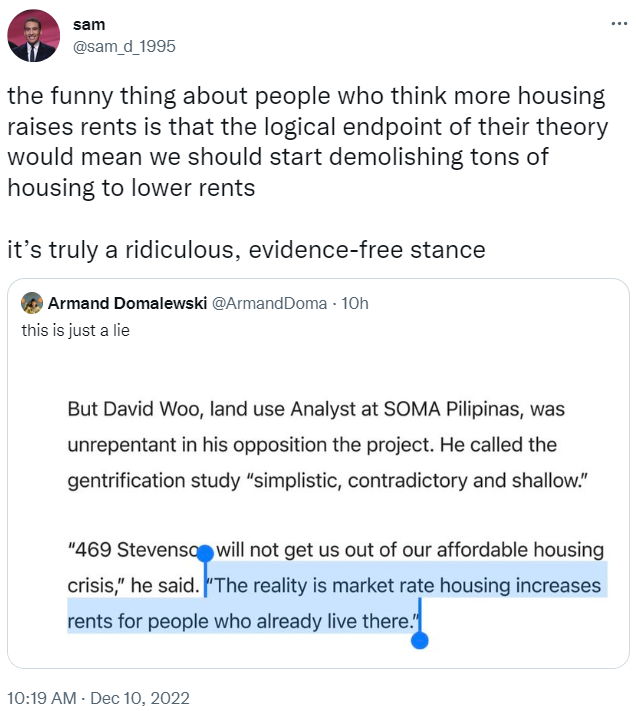 sam
@sam_d_1995
the funny thing about people who think more housing
raises rents is that the logical endpoint of their theory
would mean we should start demolishing tons of
housing to lower rents
it's truly a ridiculous, evidence-free stance
Armand Domalewski @ArmandDoma · 10h
this is just a lie
But David Woo, land use Analyst at SOMA Pilipinas, was
unrepentant in his opposition the project. He called the
gentrification study “simplistic, contradictory and shallow.”
“469 Stevenson will not get us out of our affordable housing
crisis,” he said. “The reality is market rate housing increases
rents for people who already live there.”
10:19 AM · Dec 10, 2022